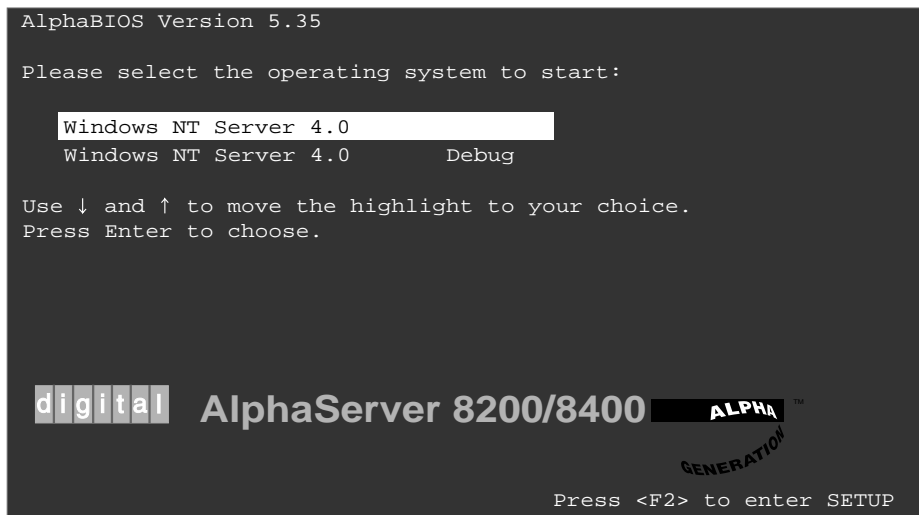 AlphaBIOS Version 5.35
Please select the operating system to start:
Windows NT Server 4.0
Windows NT Server 4.0 Debug
Use ↓ and ↑ to move the highlight to your choice.
Press Enter to choose.
digital AlphaServer 8200/8400 ALPHA ™
GENERATION
Press <F2> to enter SETUP